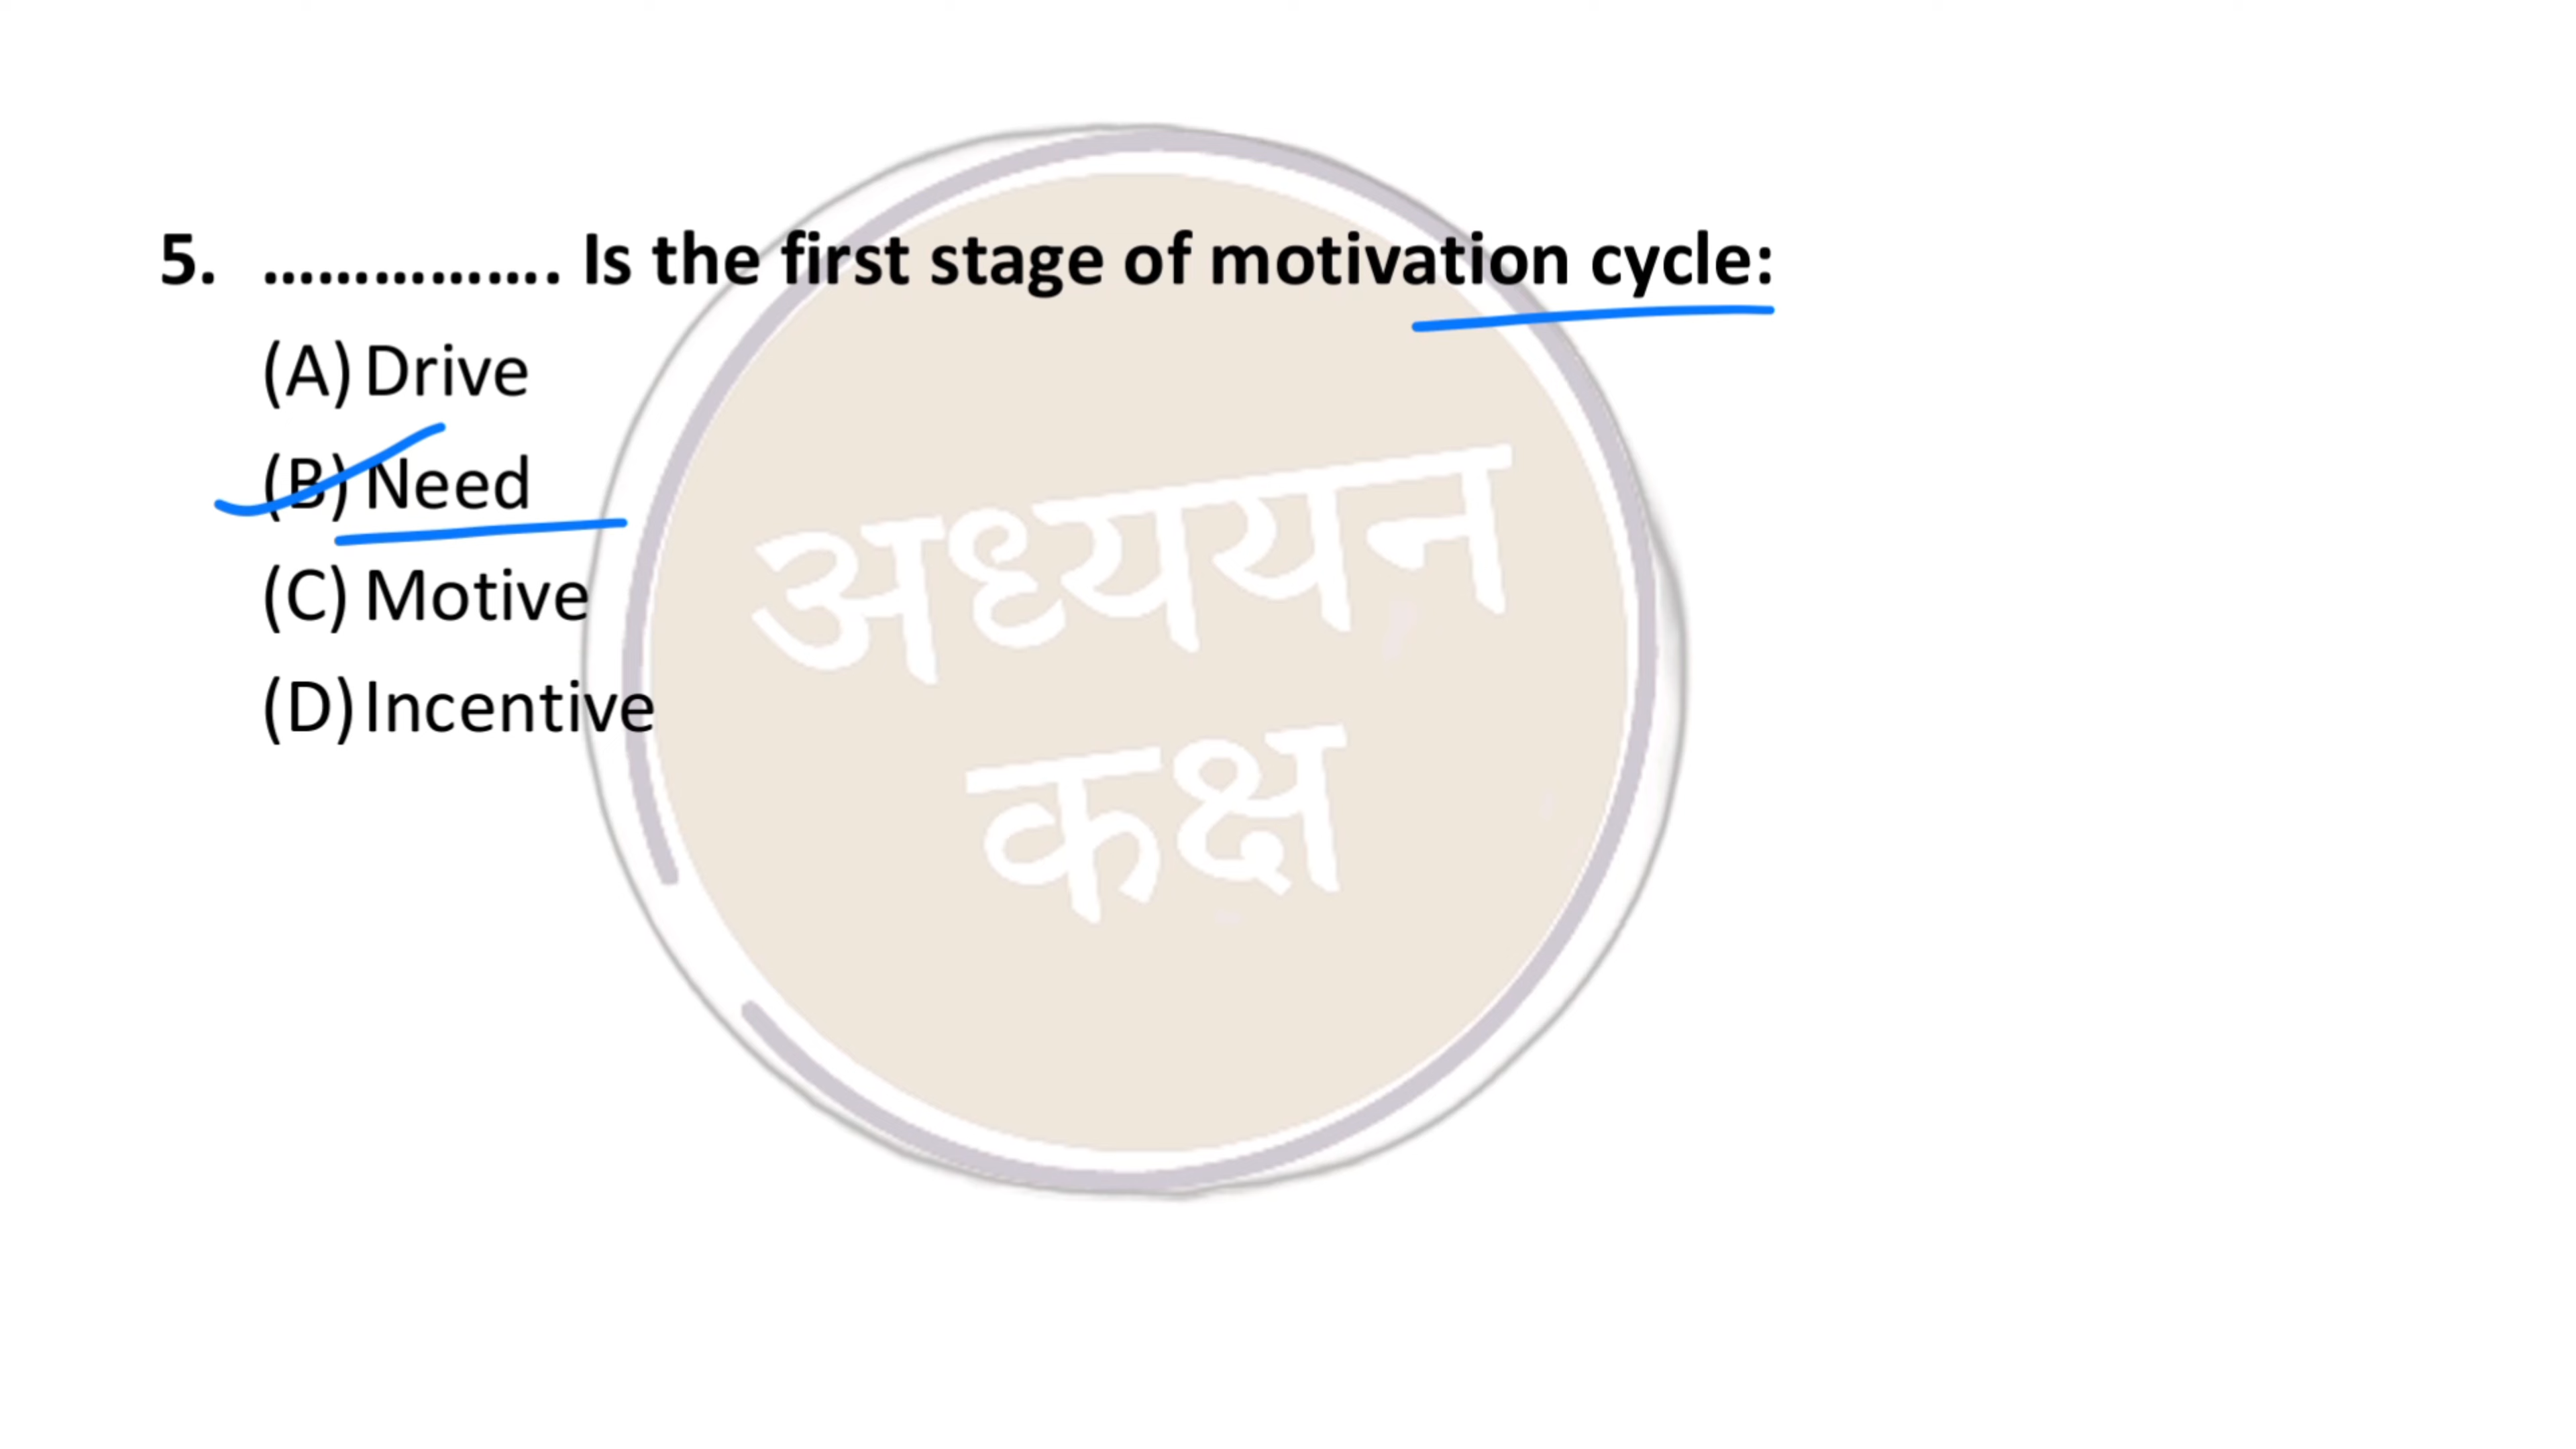 5. ................ Is the first stage of motivation cycle:
(A) Drive
(B) Need
(C) Motive
(D) Incentive
अध्ययन
कक्ष